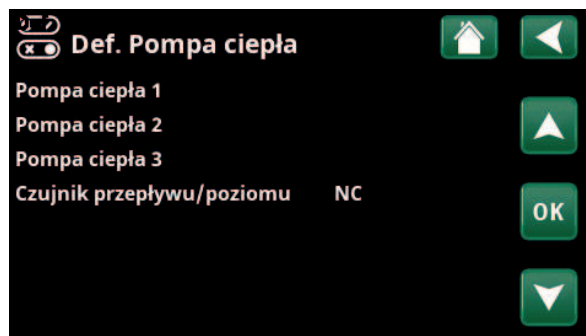 Def. Pompa ciepła
Pompa ciepła 1
Pompa ciepła 2
Pompa ciepła 3
Czujnik przepływu/poziomu NC
OK